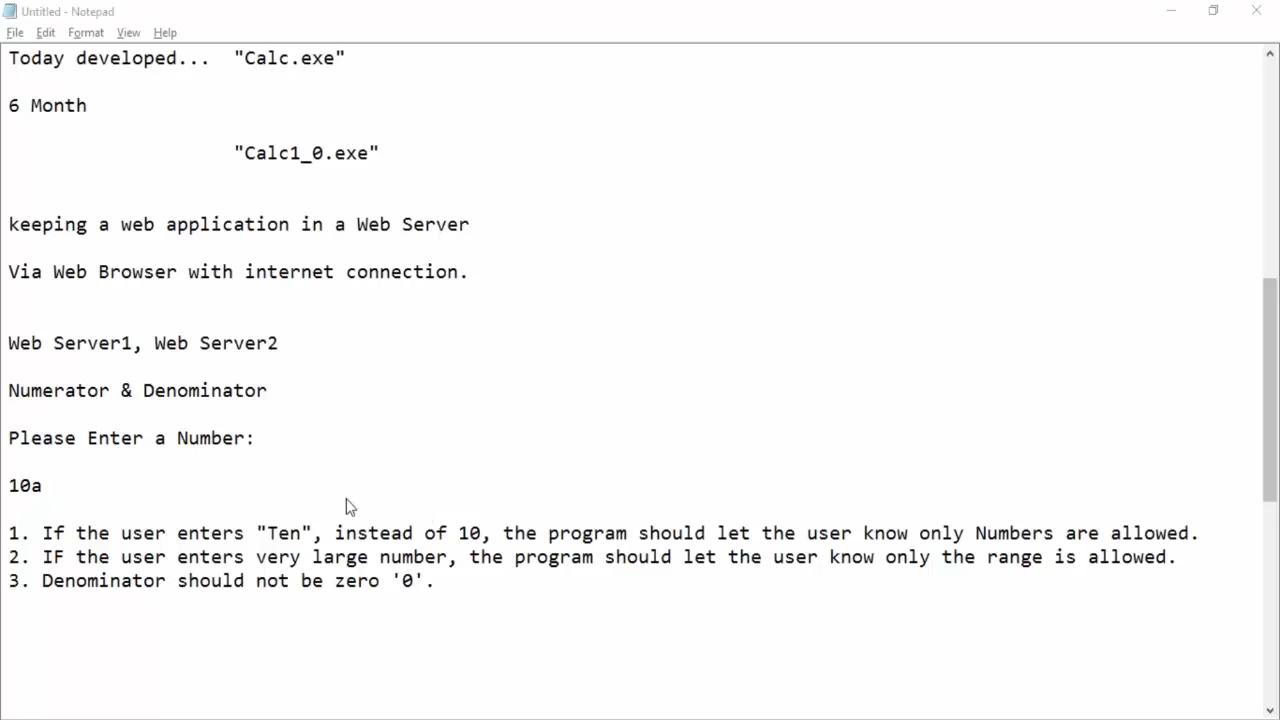 Untitled - Notepad
File Edit Format View Help
Today developed... "Calc.exe"
6 Month
"Calc1_0.exe"
keeping a web application in a Web Server
Via Web Browser with internet connection.
Web Server1, Web Server2
Numerator & Denominator
Please Enter a Number:
10a
1. If the user enters "Ten", instead of 10, the program should let the user know only Numbers are allowed.
2. IF the user enters very large number, the program should let the user know only the range is allowed.
3. Denominator should not be zero '0'.